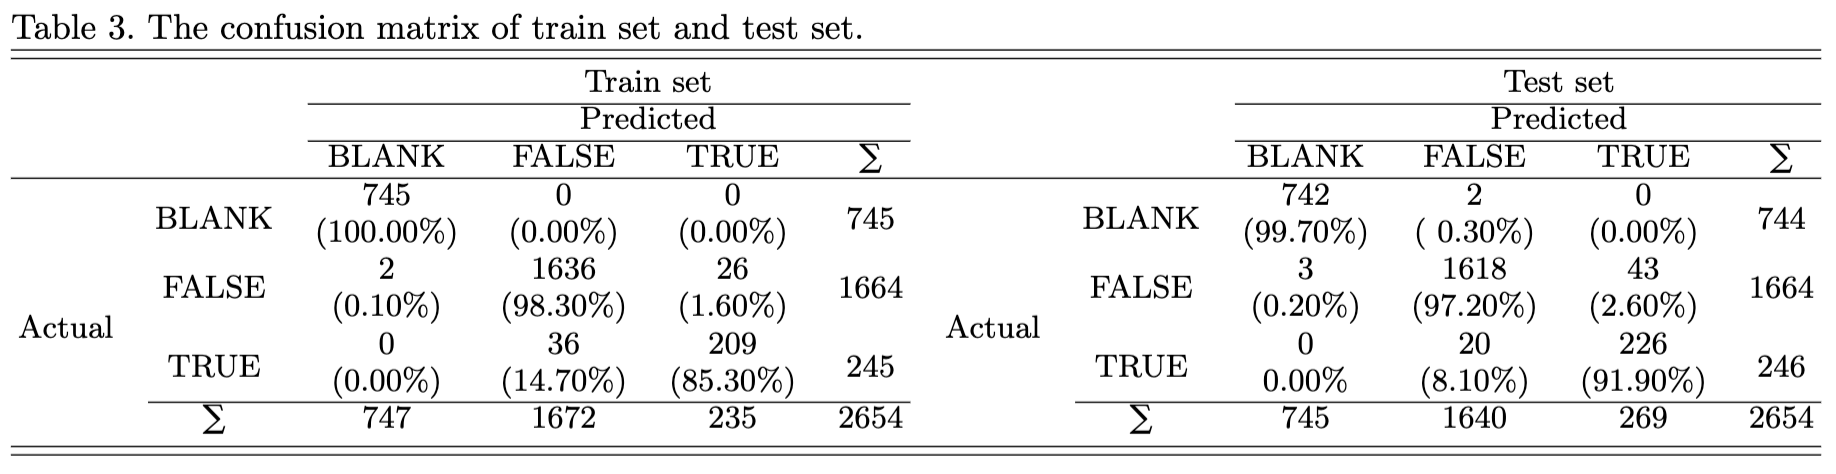 Table 3. The confusion matrix of train set and test set.
Train set Test set
Predicted Predicted
BLANK FALSE TRUE ∑ BLANK FALSE TRUE ∑
745 0 0 742 2 0
BLANK 745 BLANK 744
(100.00%) (0.00%) (0.00%) (99.70%) ( 0.30%) (0.00%)
2 1636 26 3 1618 43
FALSE 1664 FALSE 1664
(0.10%) (98.30%) (1.60%) (0.20%) (97.20%) (2.60%)
Actual Actual
0 36 209 0 20 226
TRUE 245 TRUE 246
(0.00%) (14.70%) (85.30%) 0.00% (8.10%) (91.90%)
∑ 747 1672 235 2654 ∑ 745 1640 269 2654